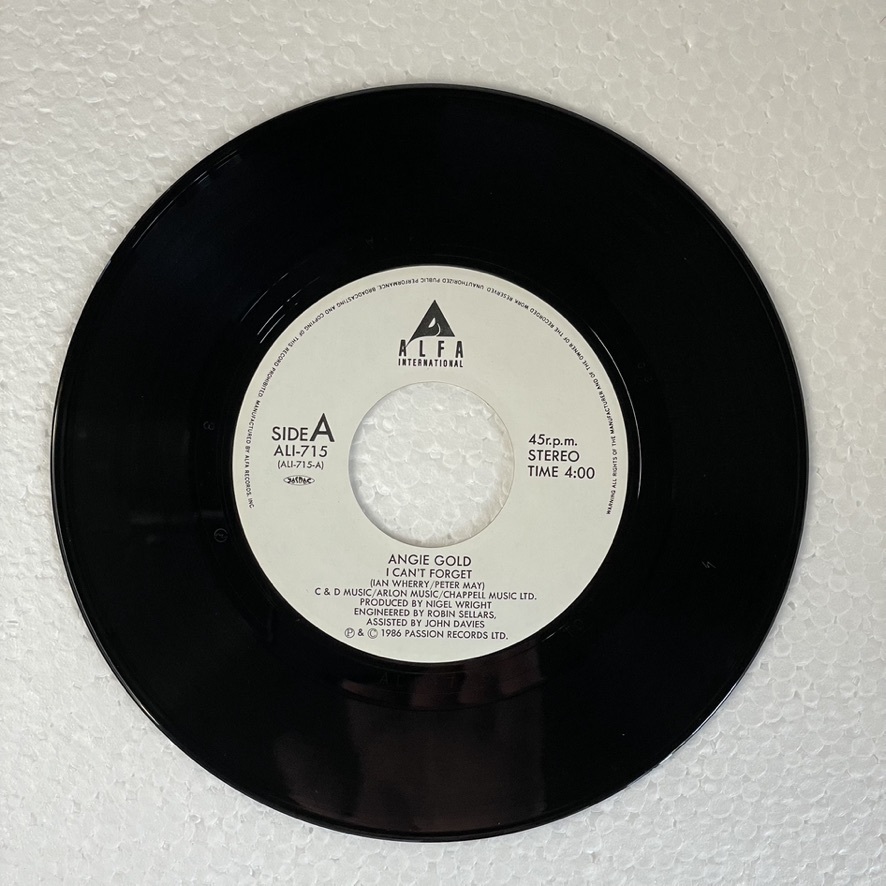 ALFA
INTERNATIONAL
SIDE A
ALI-715
(ALI-715-A)
45r.p.m.
STEREO
TIME 4:00
ANGIE GOLD
I CAN'T FORGET
(IAN WHERRY/PETER MAY)
C & D MUSIC/ARLON MUSIC/CHAPPELL MUSIC LTD.
PRODUCED BY NIGEL WRIGHT
ENGINEERED BY ROBIN SELLARS,
ASSISTED BY JOHN DAVIES
Ⓟ & © 1986 PASSION RECORDS LTD.
WARNING ALL RIGHTS OF THE MANUFACTURER AND OF THE OWNER OF THE RECORDED WORK RESERVED. UNAUTHORIZED PUBLIC PERFORMANCE, BROADCASTING AND COPYING OF THIS RECORD PROHIBITED. MANUFACTURED BY ALFA RECORDS, INC.